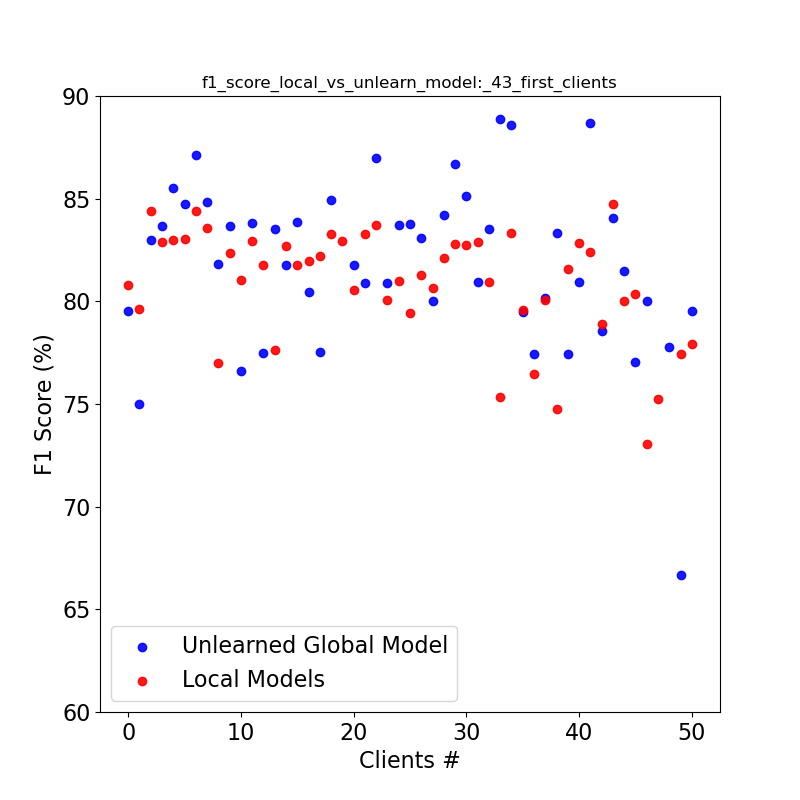 f1_score_local_vs_unlearn_model:_43_first_clients
90
85
80
75
70
65
60
F1 Score (%)
Unlearned Global Model
Local Models
0 10 20 30 40 50
Clients #